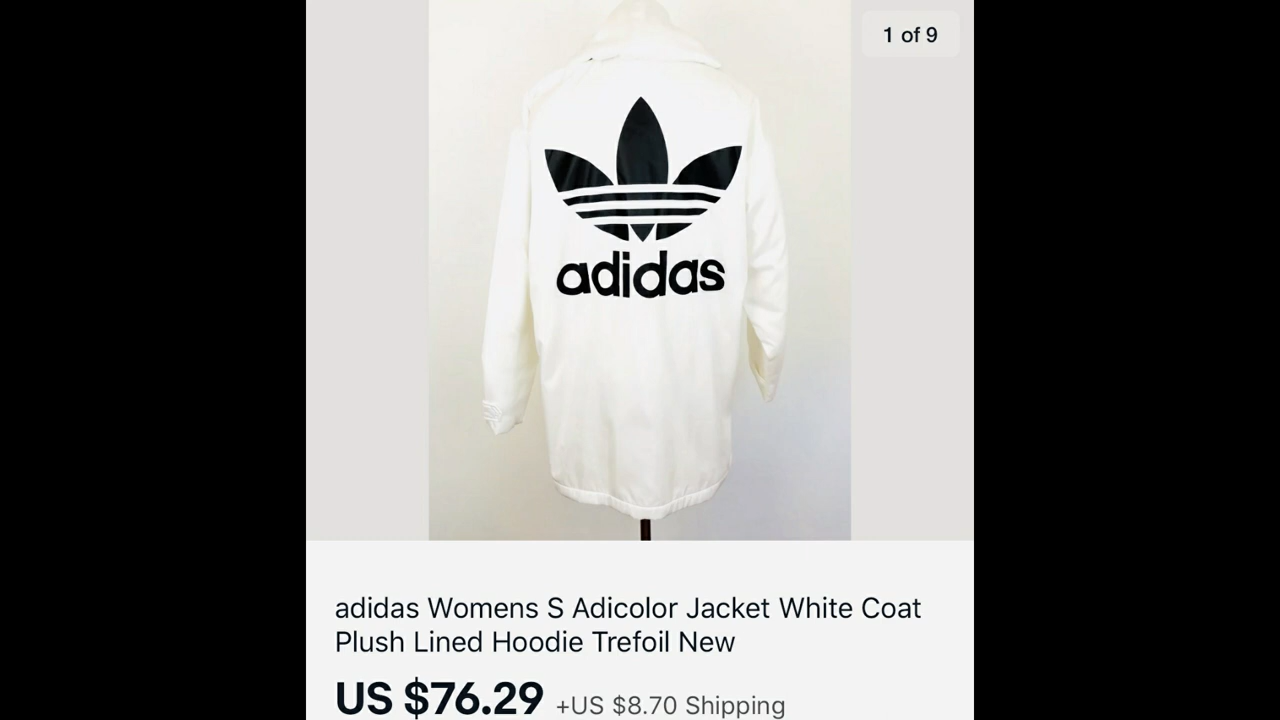 1 of 9
adidas
adidas Womens S Adicolor Jacket White Coat
Plush Lined Hoodie Trefoil New
US $76.29 +US $8.70 Shipping